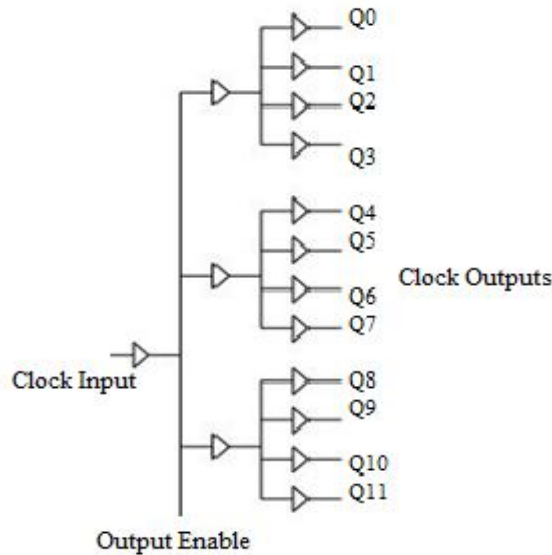 Q0
Q1
Q2
Q3
Q4
Q5
Clock Outputs
Q6
Q7
Clock Input
Q8
Q9
Q10
Q11
Output Enable